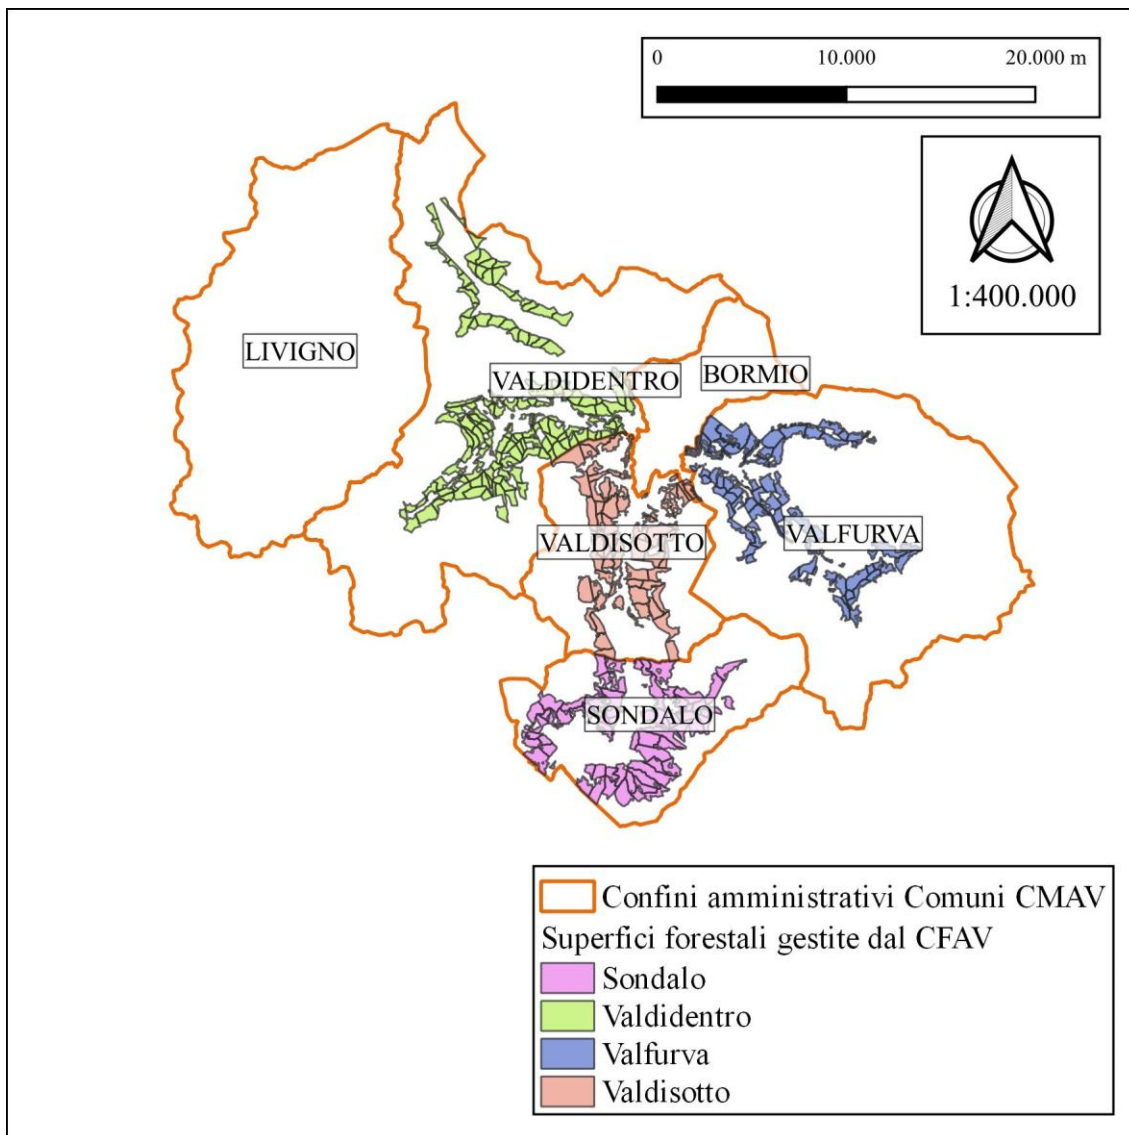 0 10.000 20.000 m
1:400.000
LIVIGNO
VALDIDENTRO
BORMIO
VALDISOTTO
VALFURVA
SONDALO
Confini amministrativi Comuni CMAV
Superfici forestali gestite dal CFAV
Sondalo
Valdidentro
Valfurva
Valdisotto